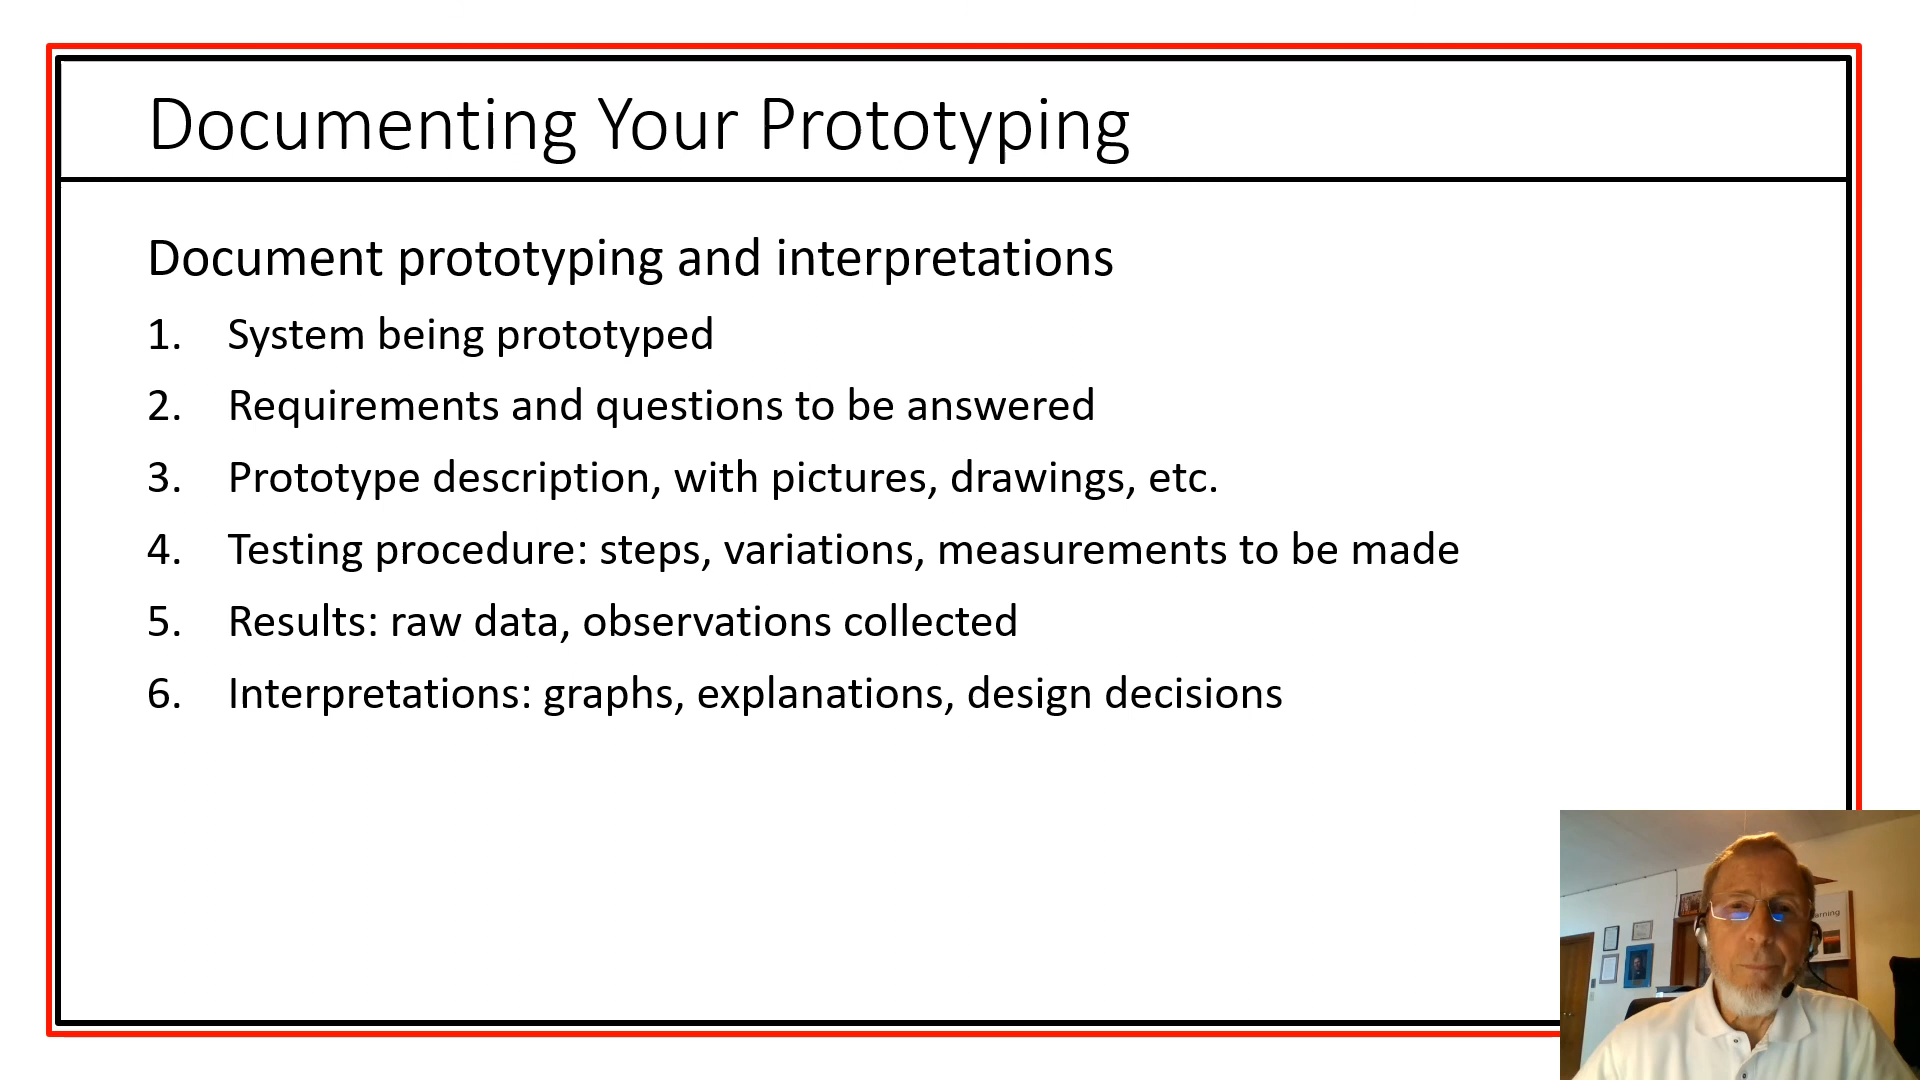 Documenting Your Prototyping
Document prototyping and interpretations
1. System being prototyped
2. Requirements and questions to be answered
3. Prototype description, with pictures, drawings, etc.
4. Testing procedure: steps, variations, measurements to be made
5. Results: raw data, observations collected
6. Interpretations: graphs, explanations, design decisions